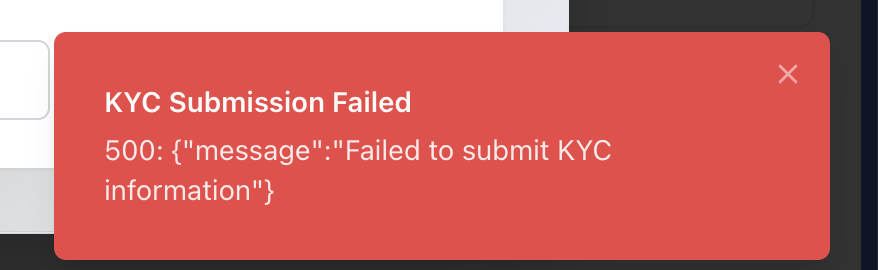 KYC Submission Failed
500: {"message":"Failed to submit KYC
information"}